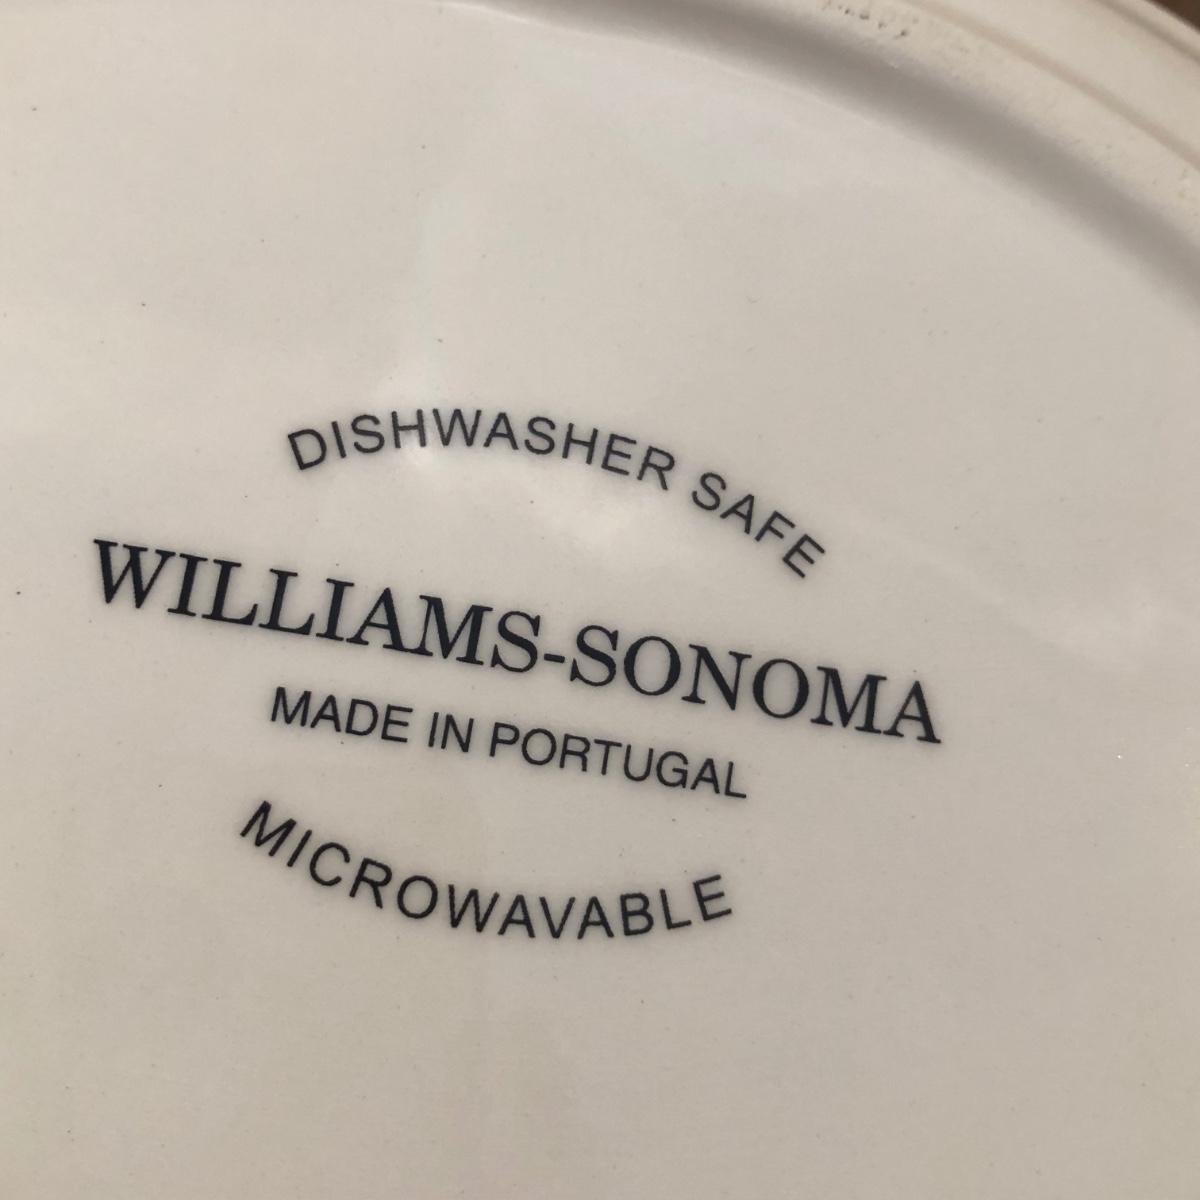 DISHWASHER SAFE
WILLIAMS-SONOMA
MADE IN PORTUGAL
MICROWAVABLE